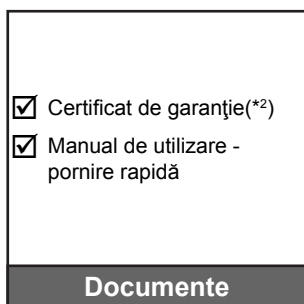 Certificat de garanţie(*²)
Manual de utilizare -
pornire rapidă
Documente